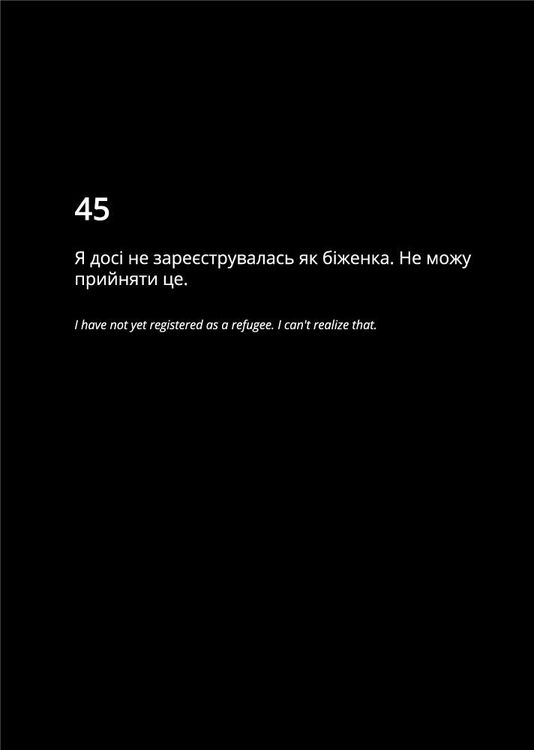 45
Я досі не зареєструвалась як біженка. Не можу
прийняти це.
I have not yet registered as a refugee. I can't realize that.